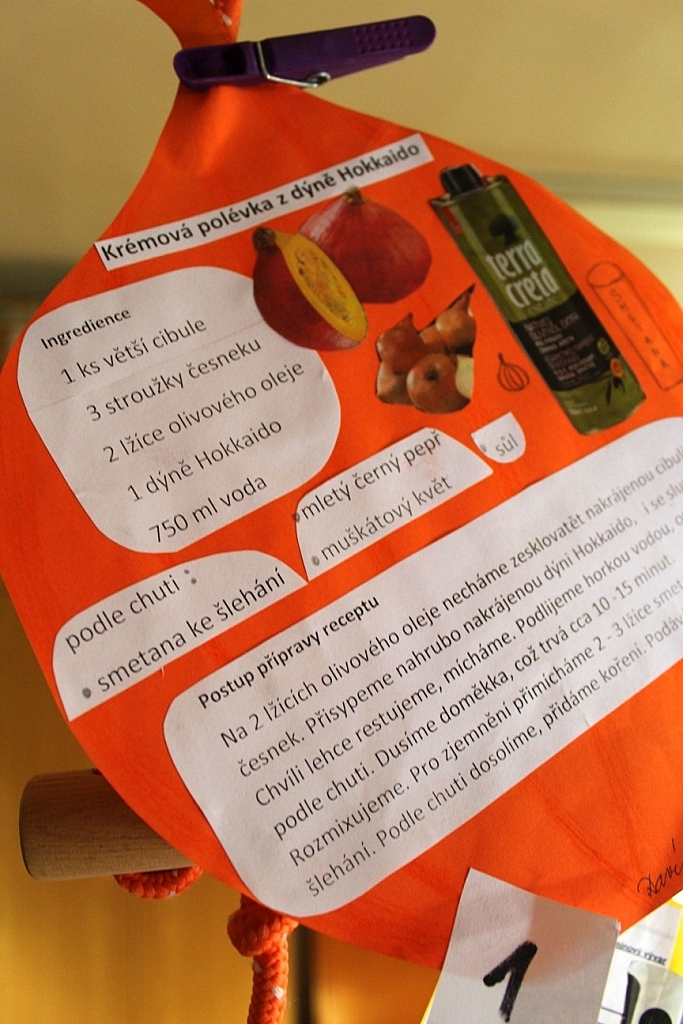 Krémová polévka z dýně Hokkaido
Ingredience
1 ks větší cibule
3 stroužky česneku
2 lžíce olivového oleje
1 dýně Hokkaido
750 ml voda
mletý černý pepř
muškátový květ
sůl
podle chuti :
smetana ke šlehání
terra
creta
Postup přípravy receptu
Na 2 lžících olivového oleje necháme zesklovatět nakrájenou
česnek. Přisypeme nahrubo nakrájenou dýni Hokkaido, i se
Chvíli lehce restujeme, mícháme. Podlijeme horkou vodou,
podle chuti. Dusíme doměkka, což trvá cca 10 -15 minut
Rozmixujeme. Pro zjemnění přimícháme 2 - 3 lžíce
šlehání. Podle chuti dosolíme, přidáme koření.
1